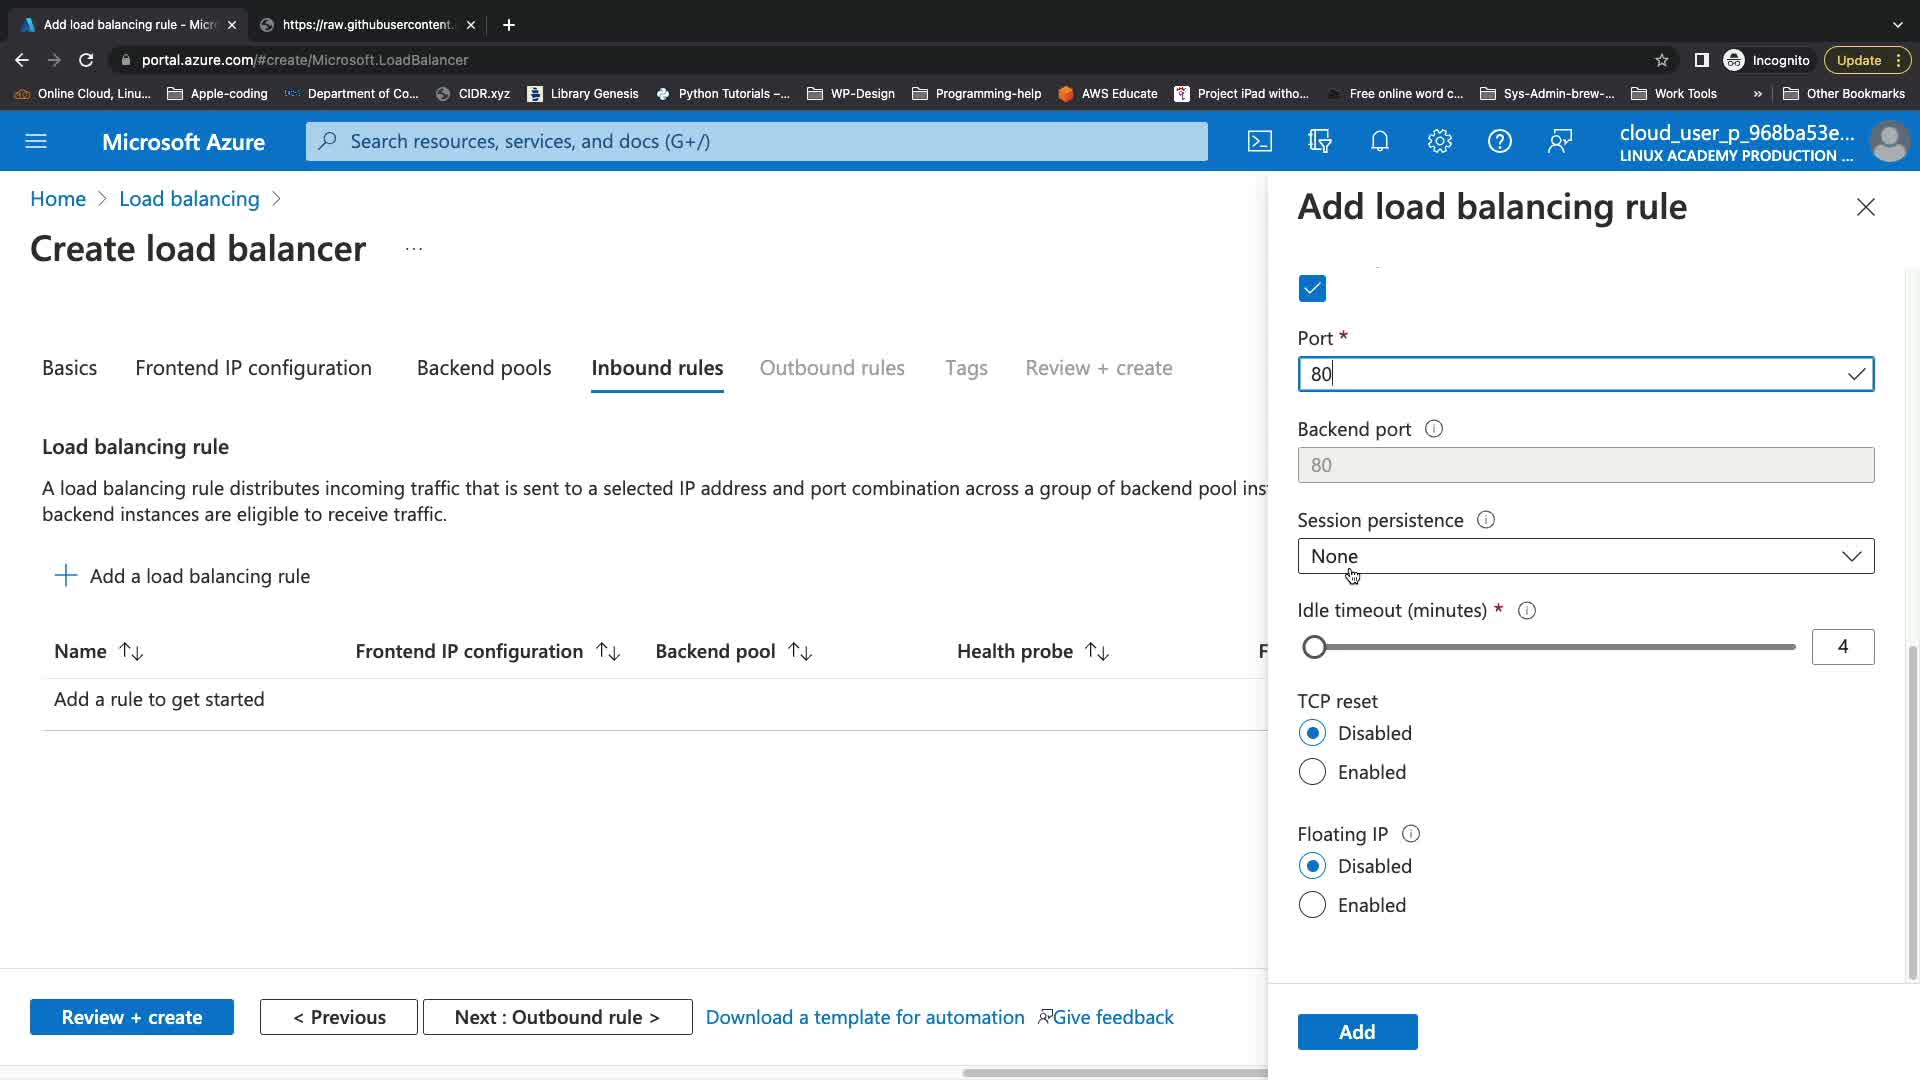 Add load balancing rule - Micr
https://raw.githubusercontent.
portal.azure.com/#create/Microsoft.LoadBalancer
Incognito
Update
Online Cloud, Linu...
Apple-coding
Department of Co...
CIDR.xyz
Library Genesis
Python Tutorials –...
WP-Design
Programming-help
AWS Educate
Project iPad witho...
Free online word c...
Sys-Admin-brew-...
Work Tools
»
Other Bookmarks
Microsoft Azure
Search resources, services, and docs (G+/)
cloud_user_p_968ba53e...
LINUX ACADEMY PRODUCTION ...
Home > Load balancing >
Create load balancer ...
Basics
Frontend IP configuration
Backend pools
Inbound rules
Outbound rules
Tags
Review + create
Load balancing rule
A load balancing rule distributes incoming traffic that is sent to a selected IP address and port combination across a group of backend pool ins
backend instances are eligible to receive traffic.
+ Add a load balancing rule
Name ↑↓
Frontend IP configuration ↑↓
Backend pool ↑↓
Health probe ↑↓
F
Add a rule to get started
Review + create
< Previous
Next : Outbound rule >
Download a template for automation
Give feedback
Add load balancing rule
Port *
80
Backend port
80
Session persistence
None
Idle timeout (minutes) *
4
TCP reset
Disabled
Enabled
Floating IP
Disabled
Enabled
Add